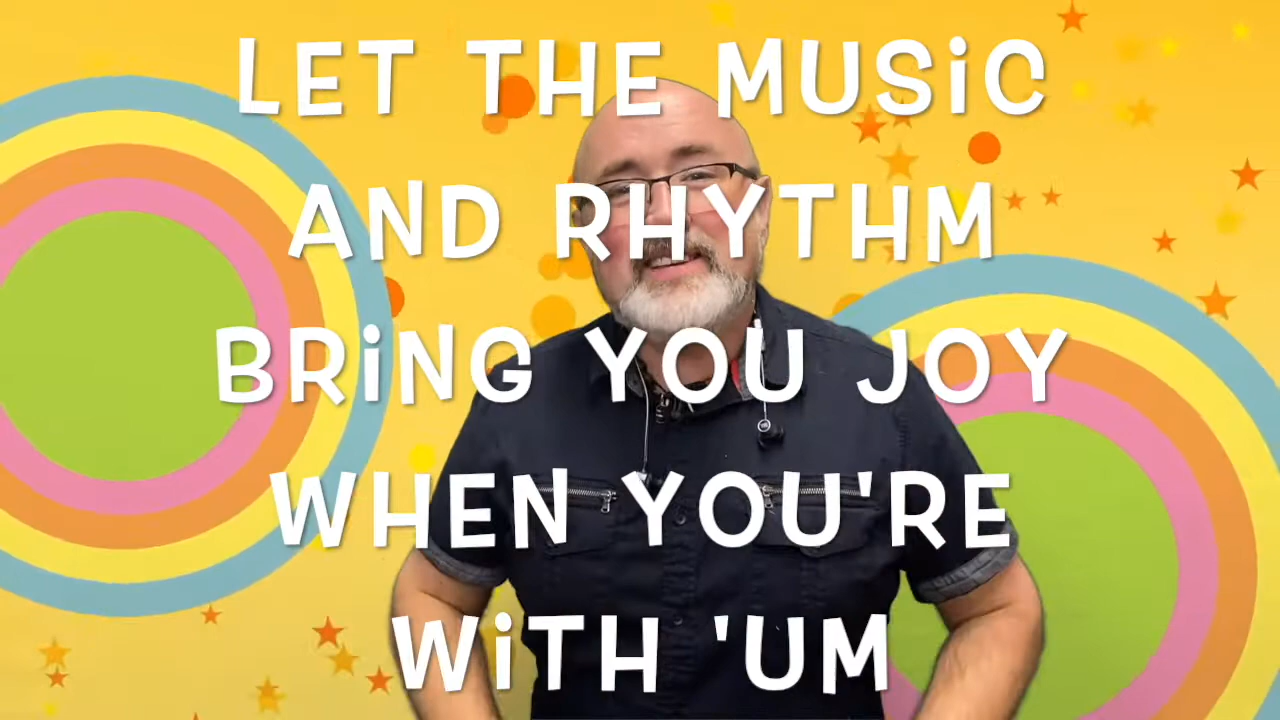 LET THE MUSiC
AND RHYTHM
BRiNG YOU JOY
WHEN YOU'RE
WiTH 'UM